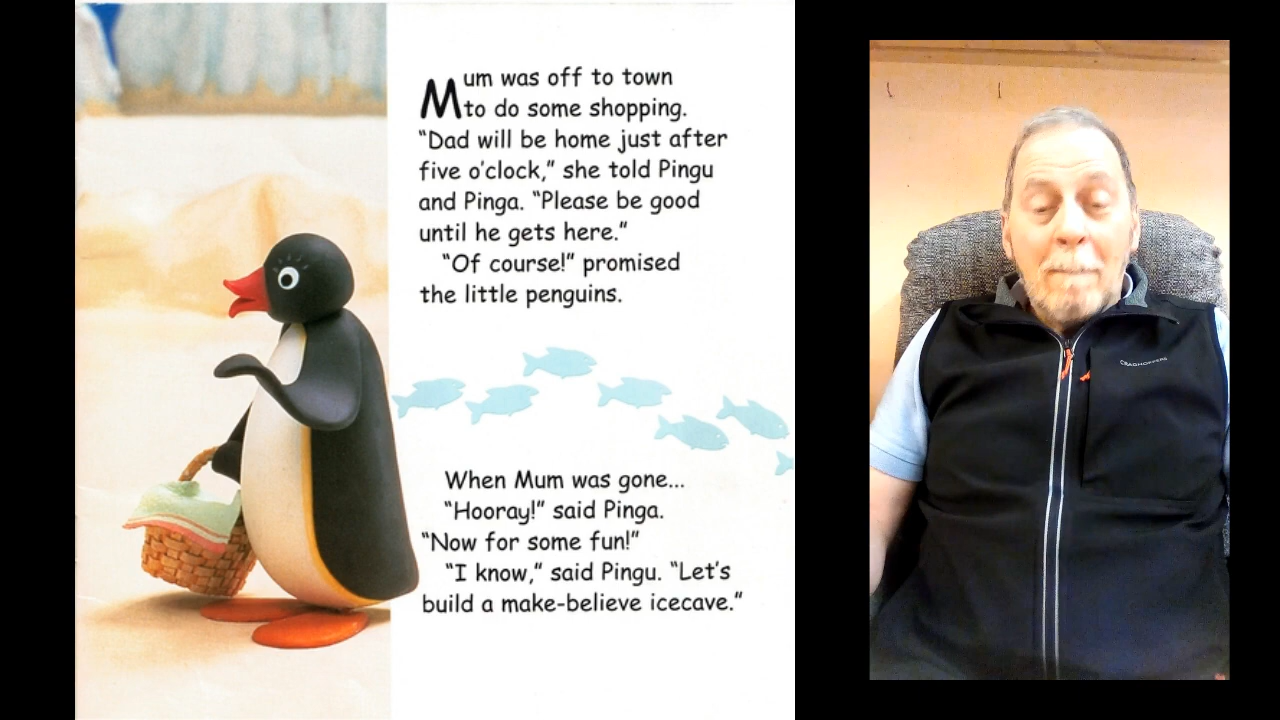 Mum was off to town
to do some shopping.
“Dad will be home just after
five o’clock,” she told Pingu
and Pinga. “Please be good
until he gets here.”
“Of course!” promised
the little penguins.
When Mum was gone...
“Hooray!” said Pinga.
“Now for some fun!”
“I know,” said Pingu. “Let’s
build a make-believe icecave.”
CRAGHOPPERS